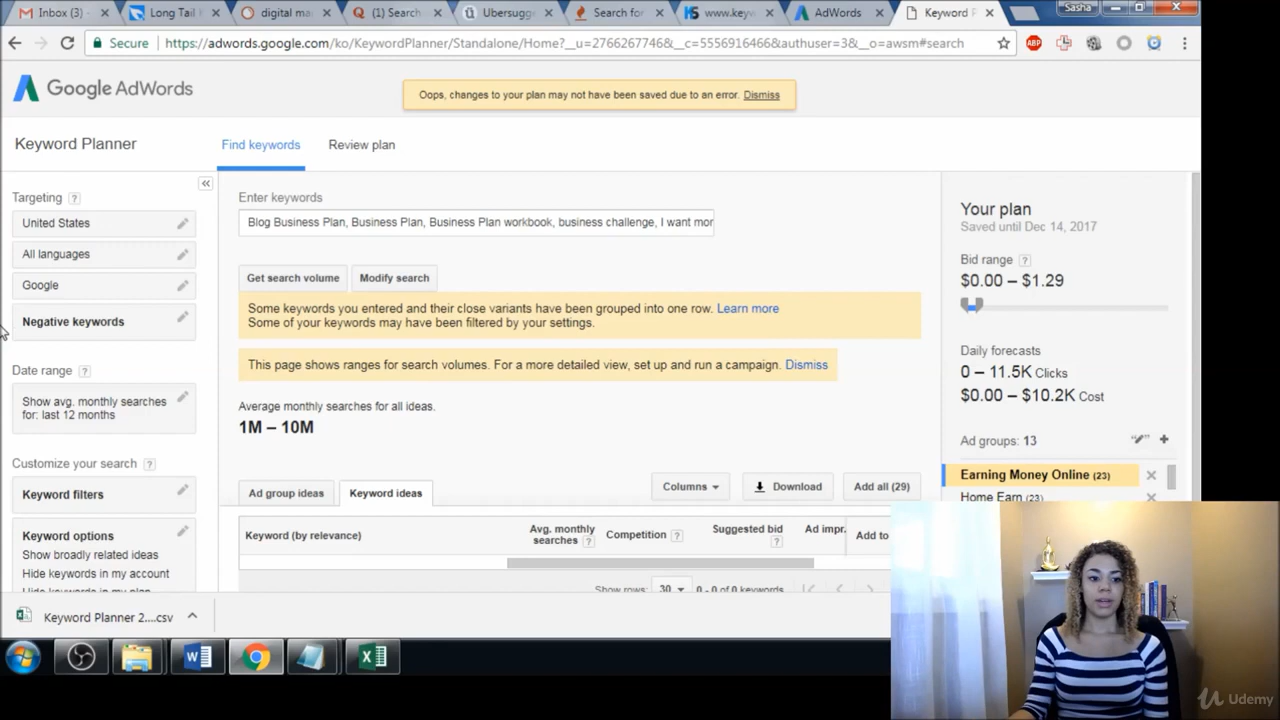 Inbox (3) -
Long Tail K
digital ma
(1) Search
Ubersugg
Search for
www.key
AdWords
Keyword P
Sasha
Secure
https://adwords.google.com/ko/KeywordPlanner/Standalone/Home?__u=2766267746&__c=5556916466&authuser=3&__o=awsm#search
ABP
Google AdWords
Oops, changes to your plan may not have been saved due to an error. Dismiss
Keyword Planner
Find keywords
Review plan
Targeting ?
United States
All languages
Google
Negative keywords
Date range ?
Show avg. monthly searches
for: last 12 months
Customize your search ?
Keyword filters
Keyword options
Show broadly related ideas
Hide keywords in my account
Hide keywords in my plan
«
Enter keywords
Blog Business Plan, Business Plan, Business Plan workbook, business challenge, I want mor
Get search volume
Modify search
Some keywords you entered and their close variants have been grouped into one row. Learn more
Some of your keywords may have been filtered by your settings.
This page shows ranges for search volumes. For a more detailed view, set up and run a campaign. Dismiss
Average monthly searches for all ideas.
1M – 10M
Ad group ideas
Keyword ideas
Columns
Download
Add all (29)
Keyword (by relevance)
Avg. monthly
searches ?
Competition ?
Suggested bid
?
Ad impr.
Add to
Show rows: 30
0 - 0 of 0 keywords
Your plan
Saved until Dec 14, 2017
Bid range ?
$0.00 – $1.29
Daily forecasts
0 – 11.5K Clicks
$0.00 – $10.2K Cost
Ad groups: 13
Earning Money Online (23)
Home Earn (23)
Keyword Planner 2....csv
Udemy